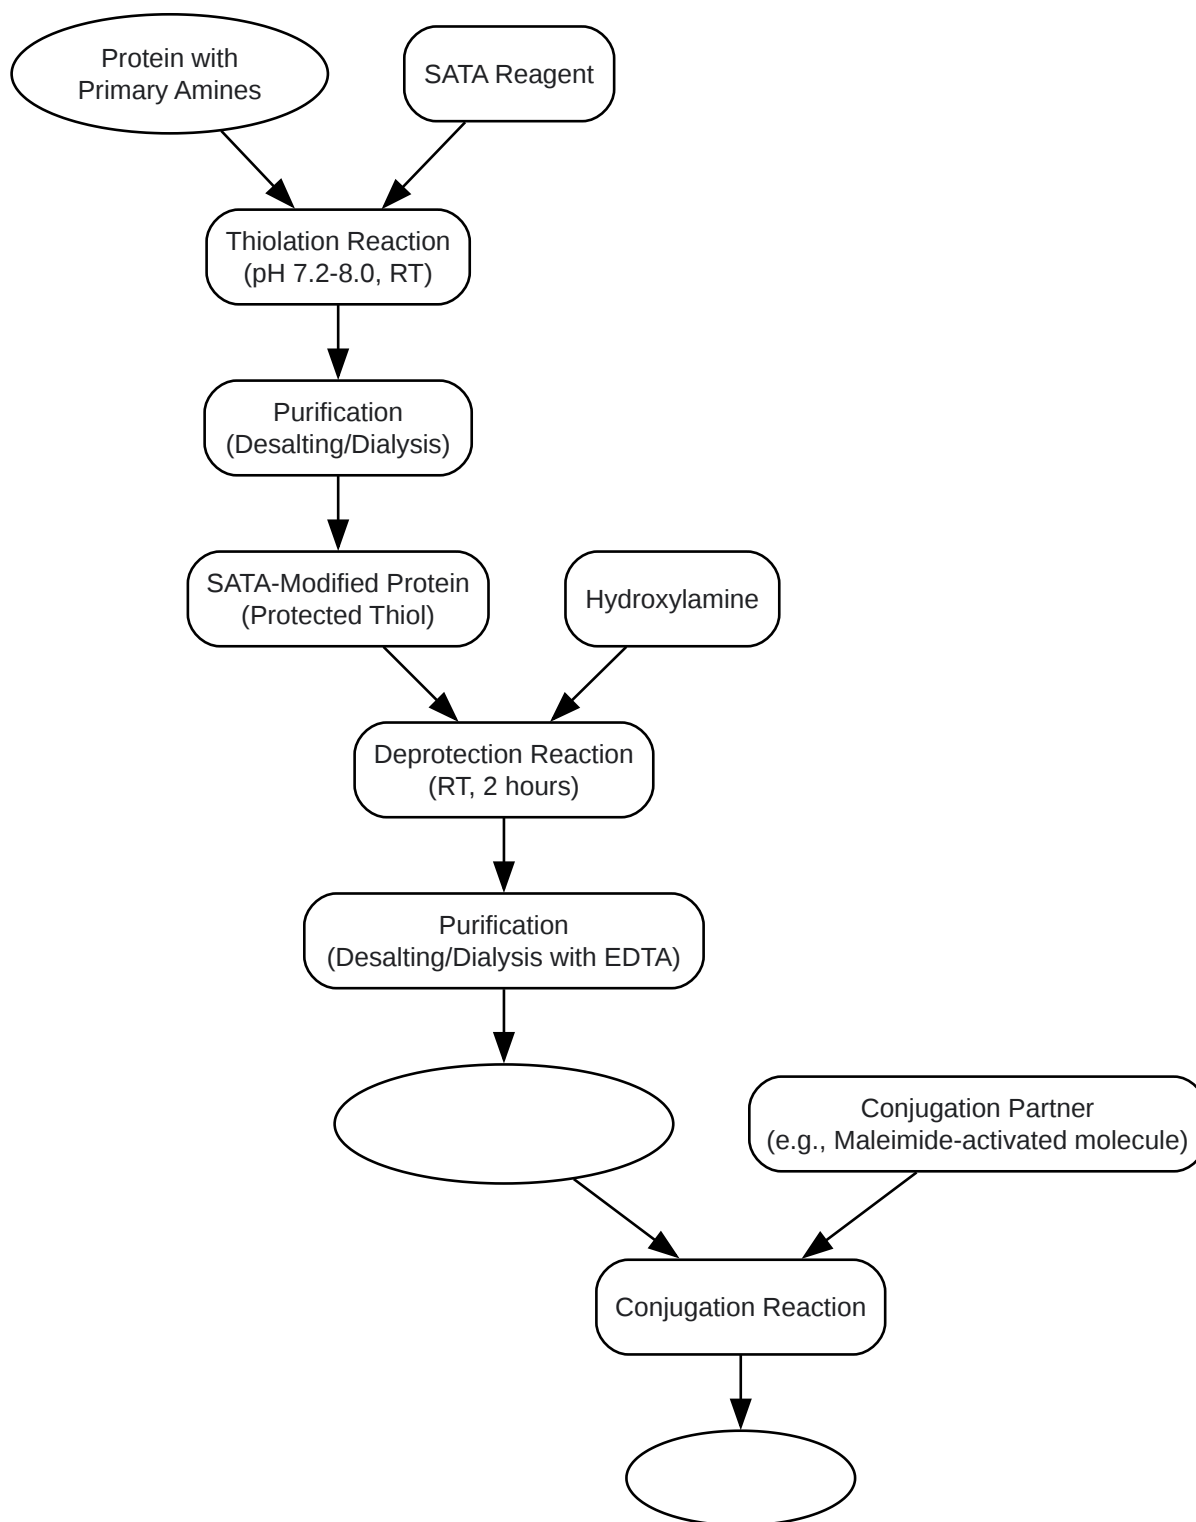 Protein with
Primary Amines
SATA Reagent
Thiolation Reaction
(pH 7.2-8.0, RT)
Purification
(Desalting/Dialysis)
SATA-Modified Protein
(Protected Thiol)
Hydroxylamine
Deprotection Reaction
(RT, 2 hours)
Purification
(Desalting/Dialysis with EDTA)
Conjugation Partner
(e.g., Maleimide-activated molecule)
Conjugation Reaction